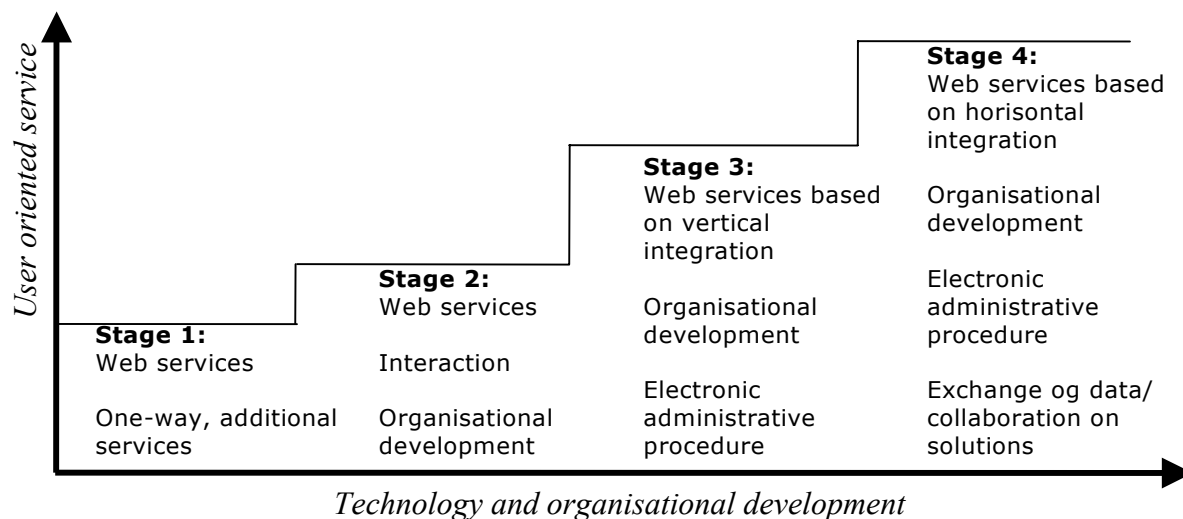 User oriented service
Stage 1:
Web services
One-way, additional
services
Stage 2:
Web services
Interaction
Organisational
development
Stage 3:
Web services based
on vertical
integration
Organisational
development
Electronic
administrative
procedure
Stage 4:
Web services based
on horisontal
integration
Organisational
development
Electronic
administrative
procedure
Exchange og data/
collaboration on
solutions
Technology and organisational development